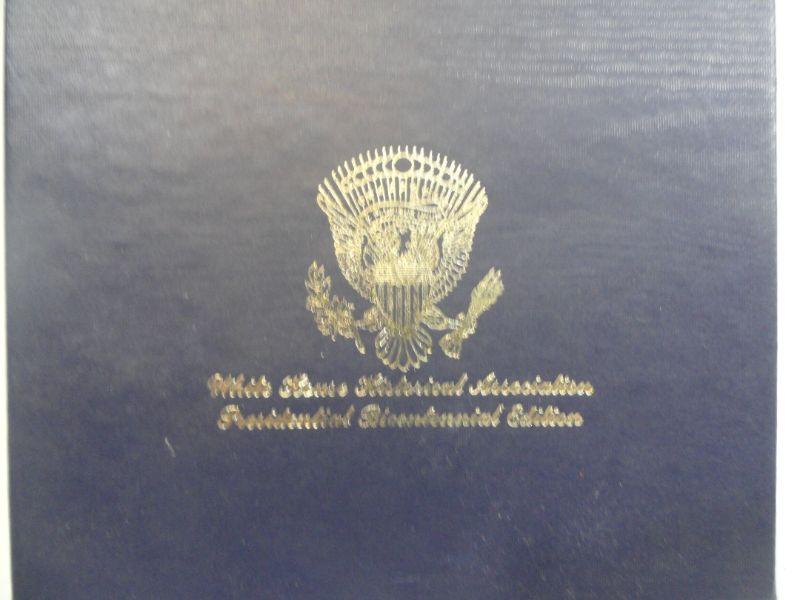 White House Historical Association
Presidential Bicentennial Edition